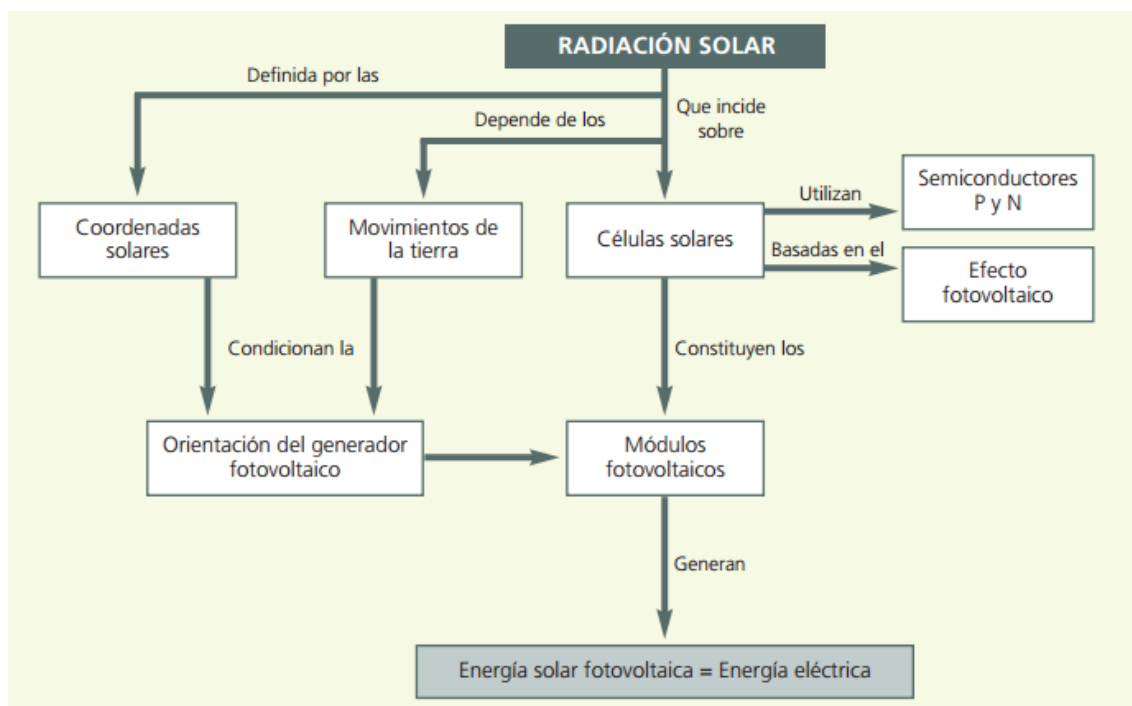 RADIACIÓN SOLAR
Definida por las
Depende de los
Que incide
sobre
Coordenadas
solares
Movimientos de
la tierra
Células solares
Utilizan
Semiconductores
P y N
Basadas en el
Efecto
fotovoltaico
Condicionan la
Constituyen los
Orientación del generador
fotovoltaico
Módulos
fotovoltaicos
Generan
Energía solar fotovoltaica = Energía eléctrica